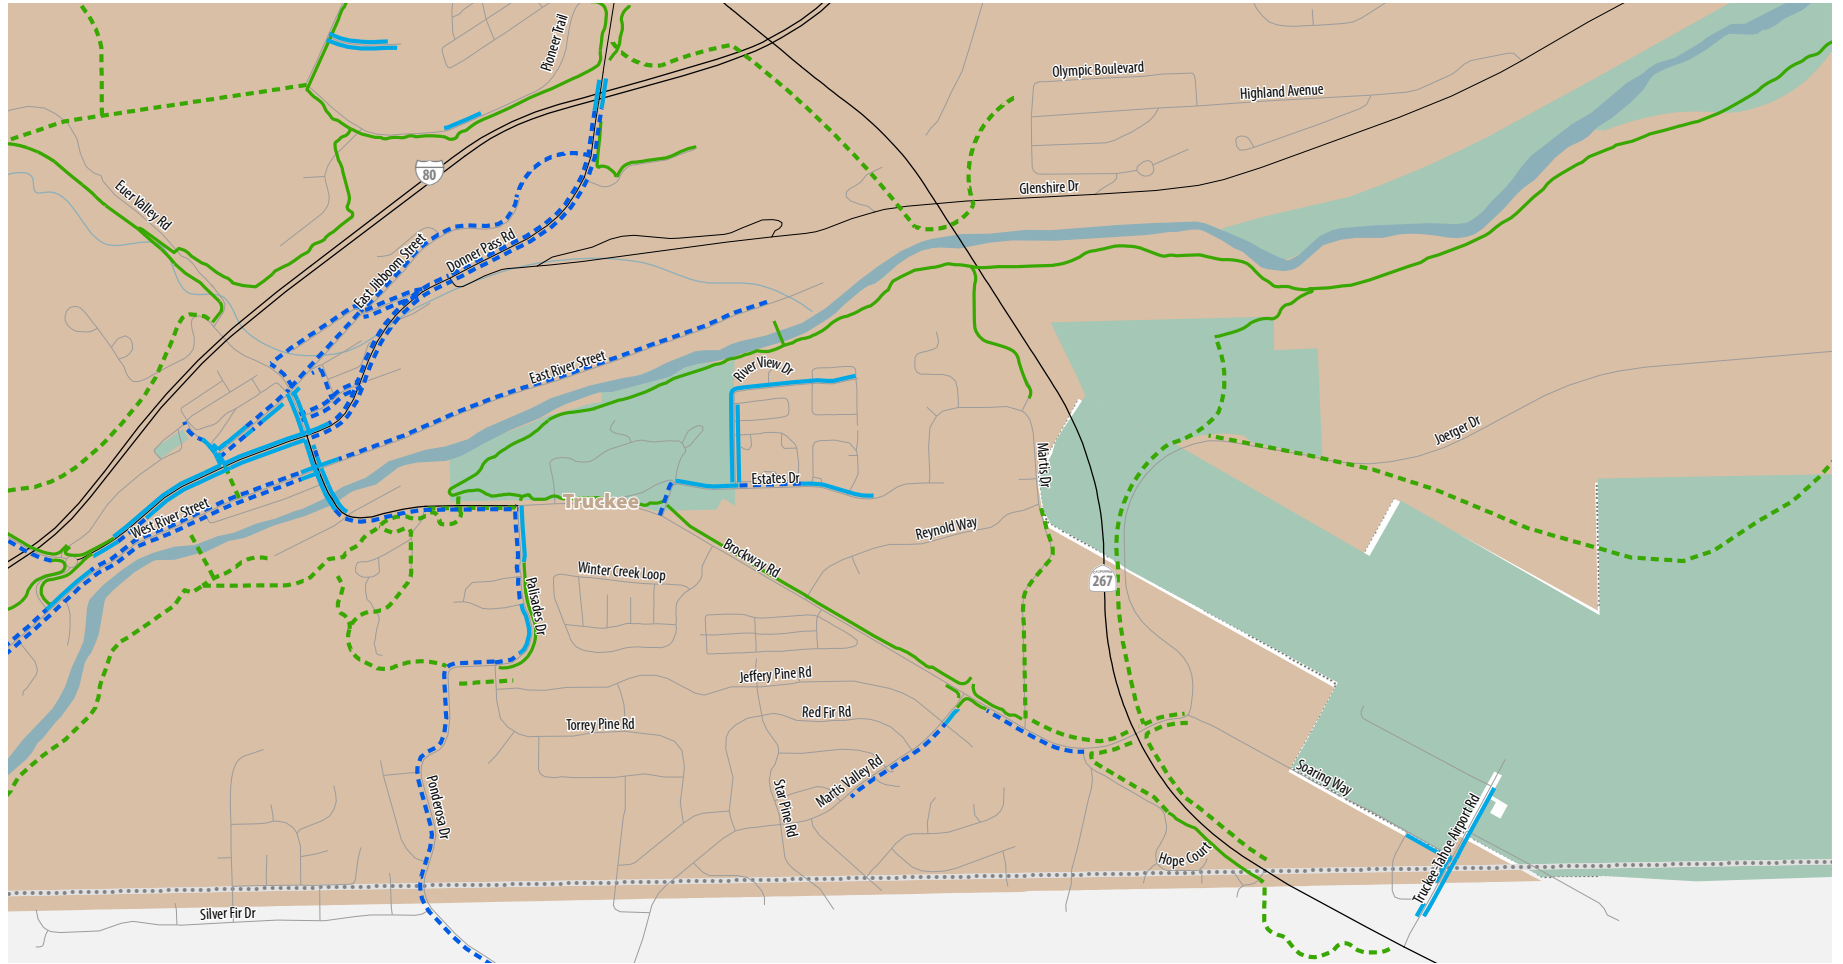 Pioneer Trail
Olympic Boulevard
Highland Avenue
80
Euer Valley Rd
Glenshire Dr
East Jibboom Street
Donner Pass Rd
East River Street
River View Dr
Joerger Dr
Martis Dr
Estates Dr
Truckee
West River Street
Reynold Way
Brockway Rd
Winter Creek Loop
CALIFORNIA
267
Palisades Dr
Jeffery Pine Rd
Red Fir Rd
Torrey Pine Rd
Soaring Way
Martis Valley Rd
Ponderosa Dr
Star Pine Rd
Truckee-Tahoe Airport Rd
Hope Court
Silver Fir Dr